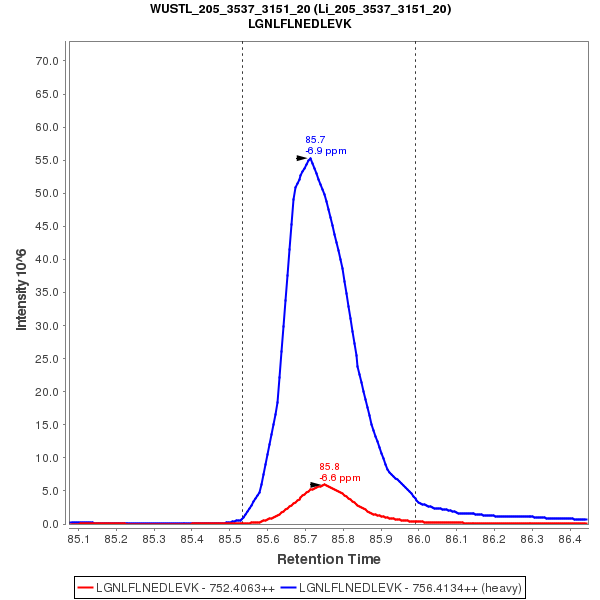 WUSTL_205_3537_3151_20 (Li_205_3537_3151_20)
LGNLFLNEDLEVK
Intensity 10^6
70.0
65.0
60.0
55.0
50.0
45.0
40.0
35.0
30.0
25.0
20.0
15.0
10.0
5.0
0.0
85.7
-6.9 ppm
85.8
-6.6 ppm
85.1 85.2 85.3 85.4 85.5 85.6 85.7 85.8 85.9 86.0 86.1 86.2 86.3 86.4
Retention Time
LGNLFLNEDLEVK - 752.4063++ LGNLFLNEDLEVK - 756.4134++ (heavy)